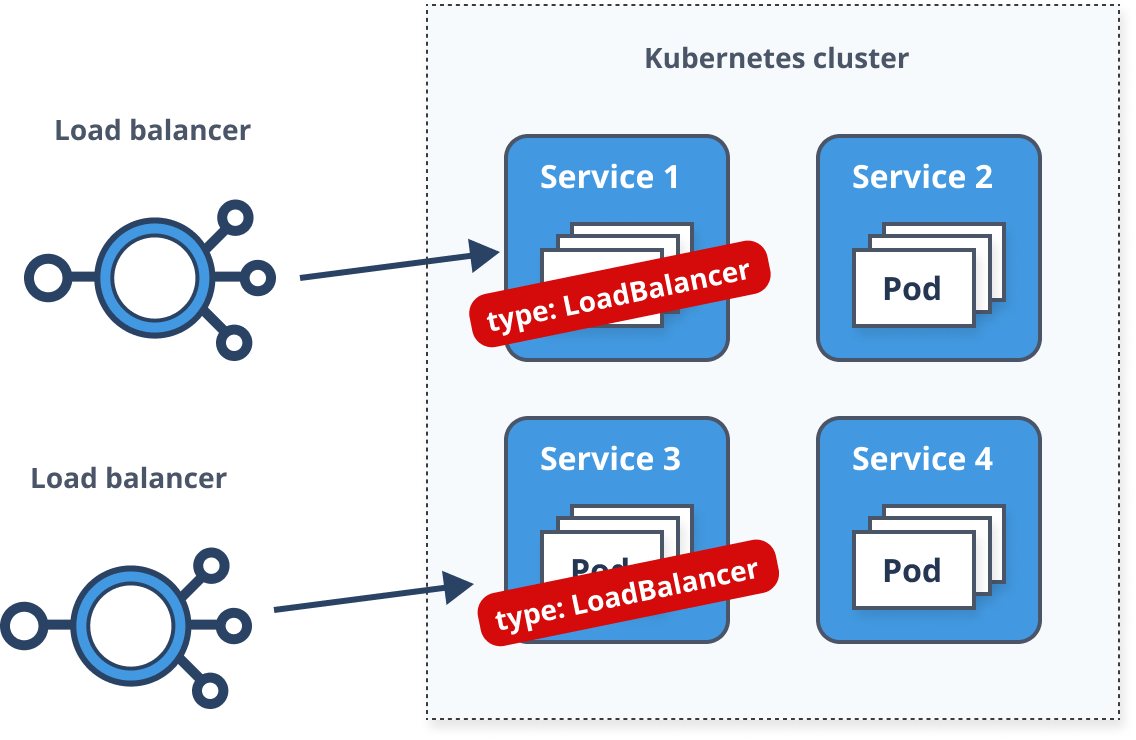 Kubernetes cluster
Load balancer
Service 1
type: LoadBalancer
Service 2
Pod
Load balancer
Service 3
Pod
type: LoadBalancer
Service 4
Pod